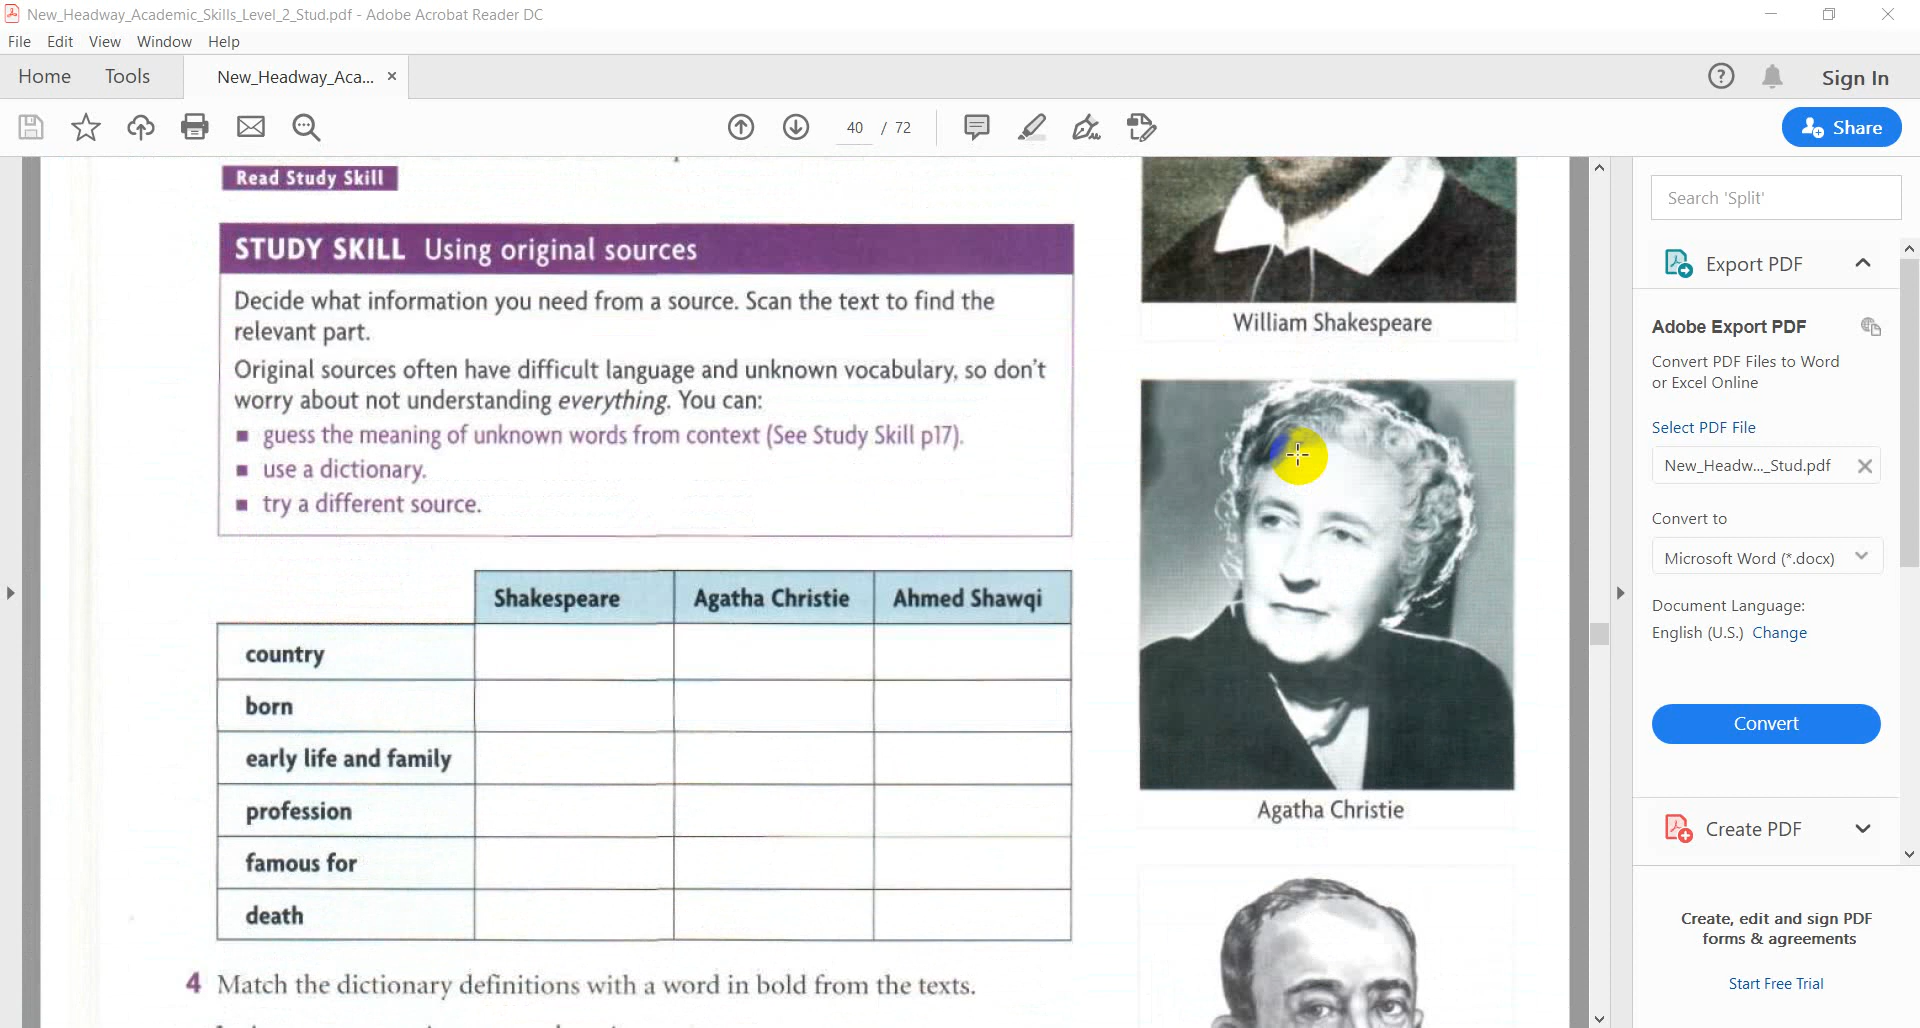 New_Headway_Academic_Skills_Level_2_Stud.pdf - Adobe Acrobat Reader DC
File Edit View Window Help
Home Tools New_Headway_Aca... × Sign In
40 / 72 Share
Read Study Skill
STUDY SKILL Using original sources
Decide what information you need from a source. Scan the text to find the
relevant part.
Original sources often have difficult language and unknown vocabulary, so don't
worry about not understanding everything. You can:
■ guess the meaning of unknown words from context (See Study Skill p17).
■ use a dictionary.
■ try a different source.
Shakespeare Agatha Christie Ahmed Shawqi
country
born
early life and family
profession
famous for
death
4 Match the dictionary definitions with a word in bold from the texts.
William Shakespeare
Agatha Christie
Search 'Split'
Export PDF
Adobe Export PDF
Convert PDF Files to Word
or Excel Online
Select PDF File
New_Headw..._Stud.pdf
Convert to
Microsoft Word (*.docx)
Document Language:
English (U.S.) Change
Convert
Create PDF
Create, edit and sign PDF
forms & agreements
Start Free Trial